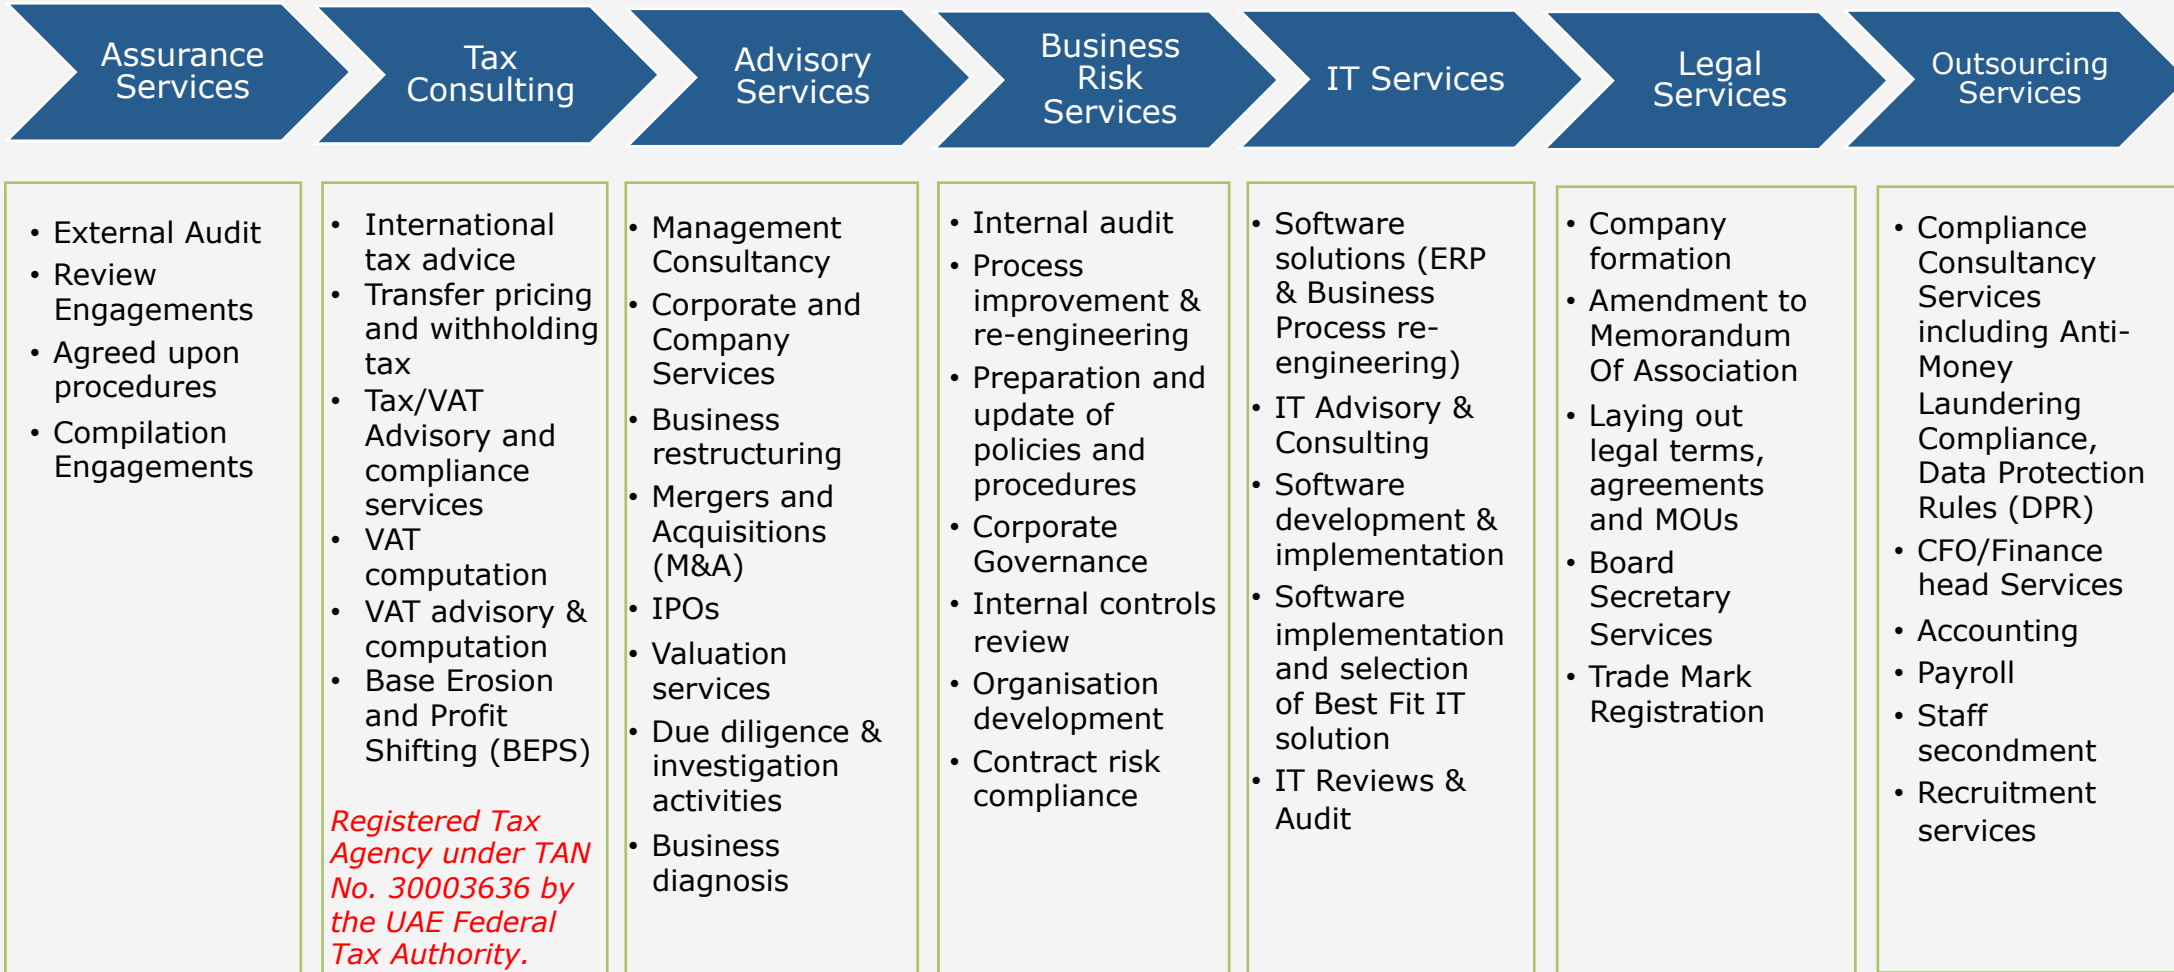 Assurance
Services
Tax
Consulting
Advisory
Services
Business
Risk
Services
IT Services
Legal
Services
Outsourcing
Services
• External Audit
• Review
Engagements
• Agreed upon
procedures
• Compilation
Engagements
• International
tax advice
• Transfer pricing
and withholding
tax
• Tax/VAT
Advisory and
compliance
services
• VAT
computation
• VAT advisory &
computation
• Base Erosion
and Profit
Shifting (BEPS)
Registered Tax
Agency under TAN
No. 30003636 by
the UAE Federal
Tax Authority.
• Management
Consultancy
• Corporate and
Company
Services
• Business
restructuring
• Mergers and
Acquisitions
(M&A)
• IPOs
• Valuation
services
• Due diligence &
investigation
activities
• Business
diagnosis
• Internal audit
• Process
improvement &
re-engineering
• Preparation and
update of
policies and
procedures
• Corporate
Governance
• Internal controls
review
• Organisation
development
• Contract risk
compliance
• Software
solutions (ERP
& Business
Process re-
engineering)
• IT Advisory &
Consulting
• Software
development &
implementation
• Software
implementation
and selection
of Best Fit IT
solution
• IT Reviews &
Audit
• Company
formation
• Amendment to
Memorandum
Of Association
• Laying out
legal terms,
agreements
and MOUs
• Board
Secretary
Services
• Trade Mark
Registration
• Compliance
Consultancy
Services
including Anti-
Money
Laundering
Compliance,
Data Protection
Rules (DPR)
• CFO/Finance
head Services
• Accounting
• Payroll
• Staff
secondment
• Recruitment
services